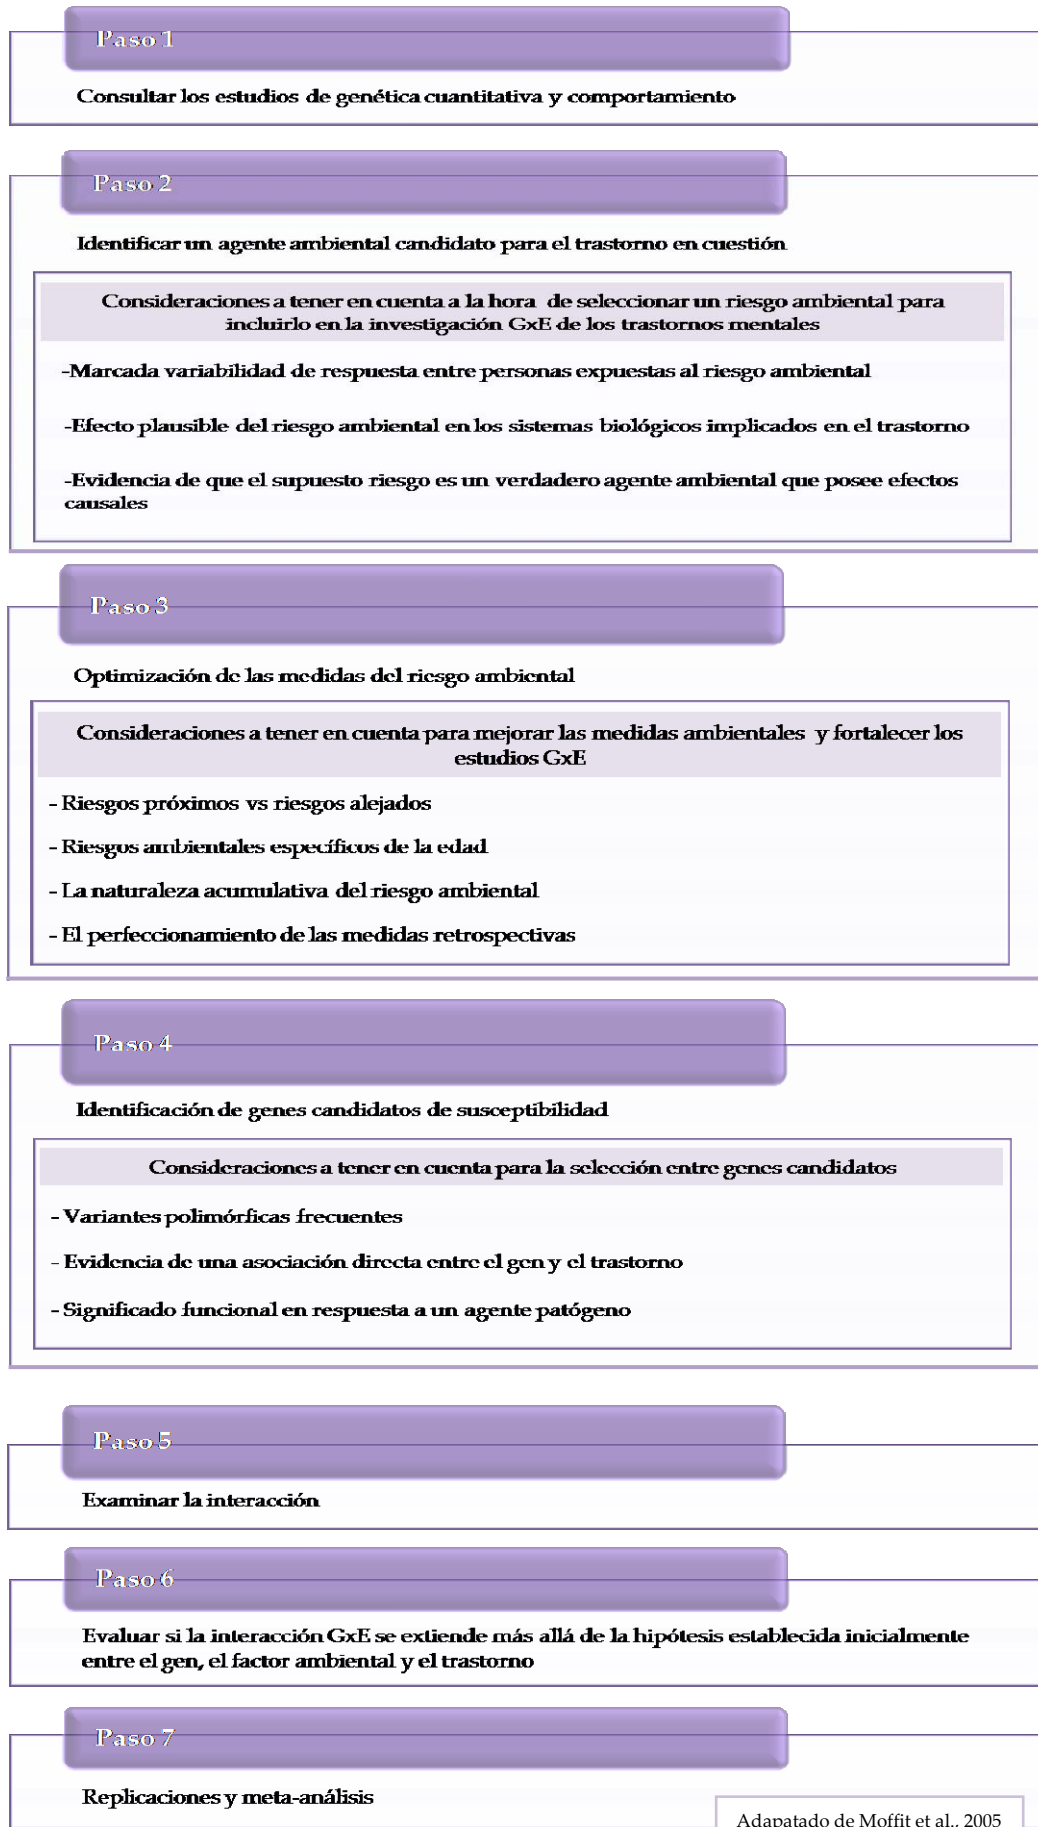 Paso 1
Consultar los estudios de genética cuantitativa y comportamiento
Paso 2
Identificar un agente ambiental candidato para el trastorno en cuestión
Consideraciones a tener en cuenta a la hora de seleccionar un riesgo ambiental para
incluirlo en la investigación GxE de los trastornos mentales
-Marcada variabilidad de respuesta entre personas expuestas al riesgo ambiental
-Efecto plausible del riesgo ambiental en los sistemas biológicos implicados en el trastorno
-Evidencia de que el supuesto riesgo es un verdadero agente ambiental que posee efectos
causales
Paso 3
Optimización de las medidas del riesgo ambiental
Consideraciones a tener en cuenta para mejorar las medidas ambientales y fortalecer los
estudios GxE
- Riesgos próximos vs riesgos alejados
- Riesgos ambientales específicos de la edad
- La naturaleza acumulativa del riesgo ambiental
- El perfeccionamiento de las medidas retrospectivas
Paso 4
Identificación de genes candidatos de susceptibilidad
Consideraciones a tener en cuenta para la selección entre genes candidatos
- Variantes polimórficas frecuentes
- Evidencia de una asociación directa entre el gen y el trastorno
- Significado funcional en respuesta a un agente patógeno
Paso 5
Examinar la interacción
Paso 6
Evaluar si la interacción GxE se extiende más allá de la hipótesis establecida inicialmente
entre el gen, el factor ambiental y el trastorno
Paso 7
Replicaciones y meta-análisis
Adapatado de Moffit et al., 2005